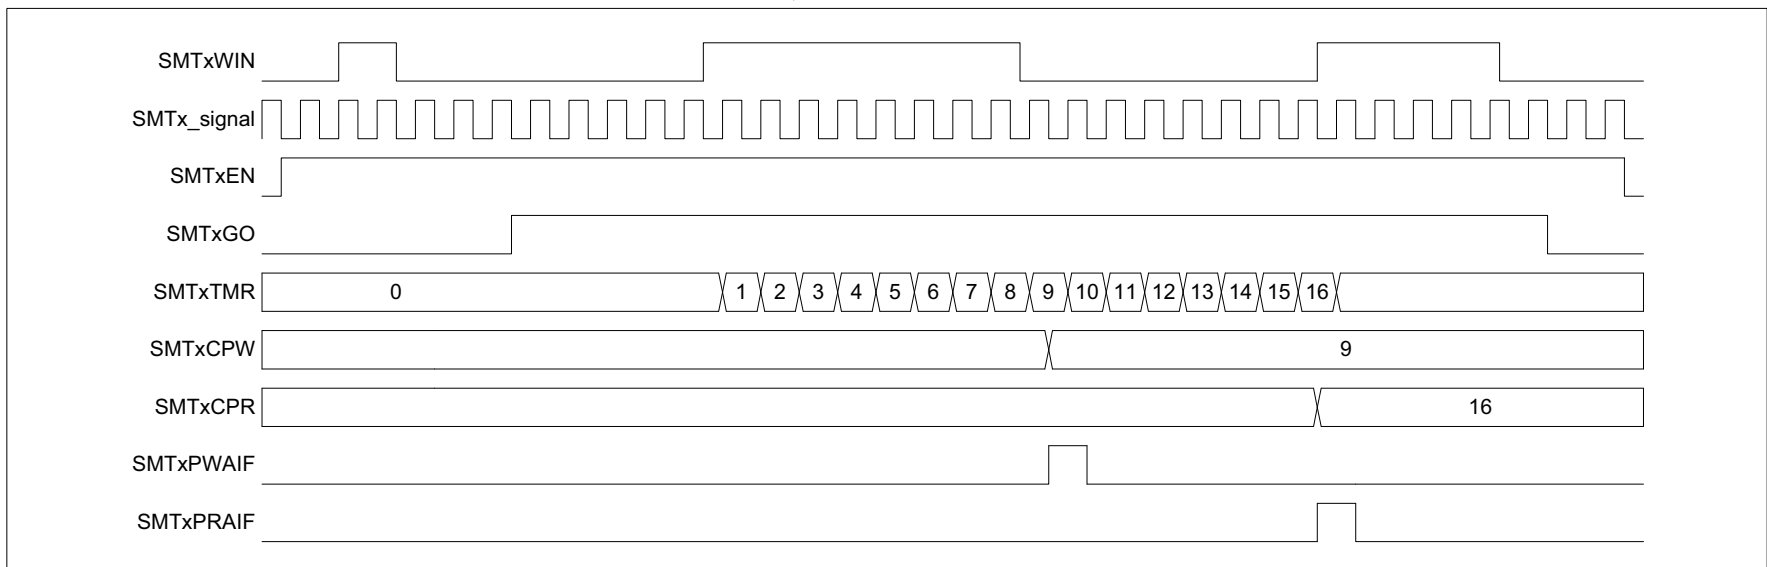 SMTxWIN
SMTx_signal
SMTxEN
SMTxGO
SMTxTMR 0 1 2 3 4 5 6 7 8 9 10 11 12 13 14 15 16
SMTxCPW 9
SMTxCPR 16
SMTxPWAIF
SMTxPRAIF